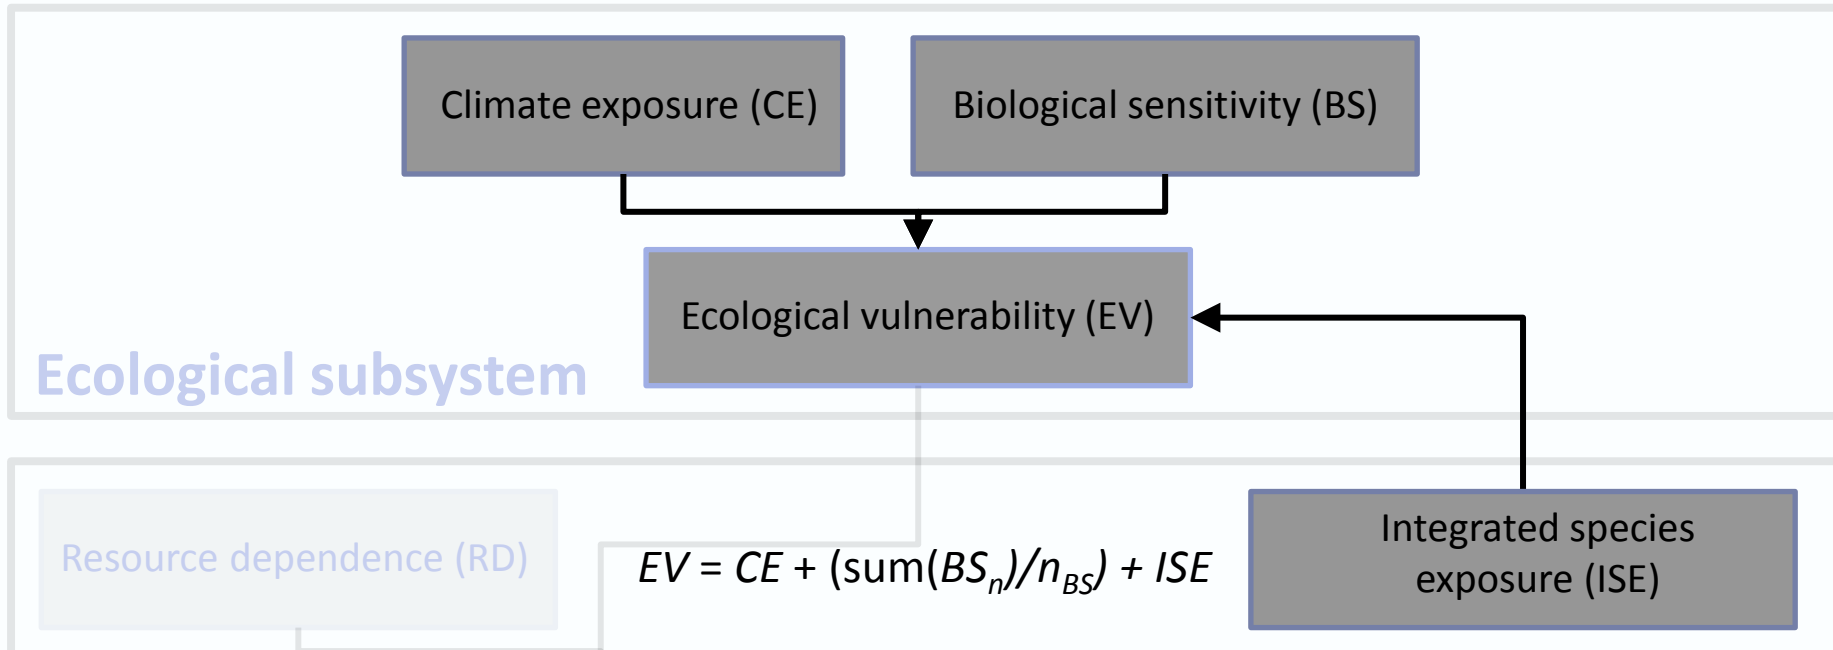 Climate exposure (CE)
Biological sensitivity (BS)
Ecological vulnerability (EV)
Ecological subsystem
Resource dependence (RD)
EV = CE + (sum(BSn)/nBS) + ISE
Integrated species
exposure (ISE)